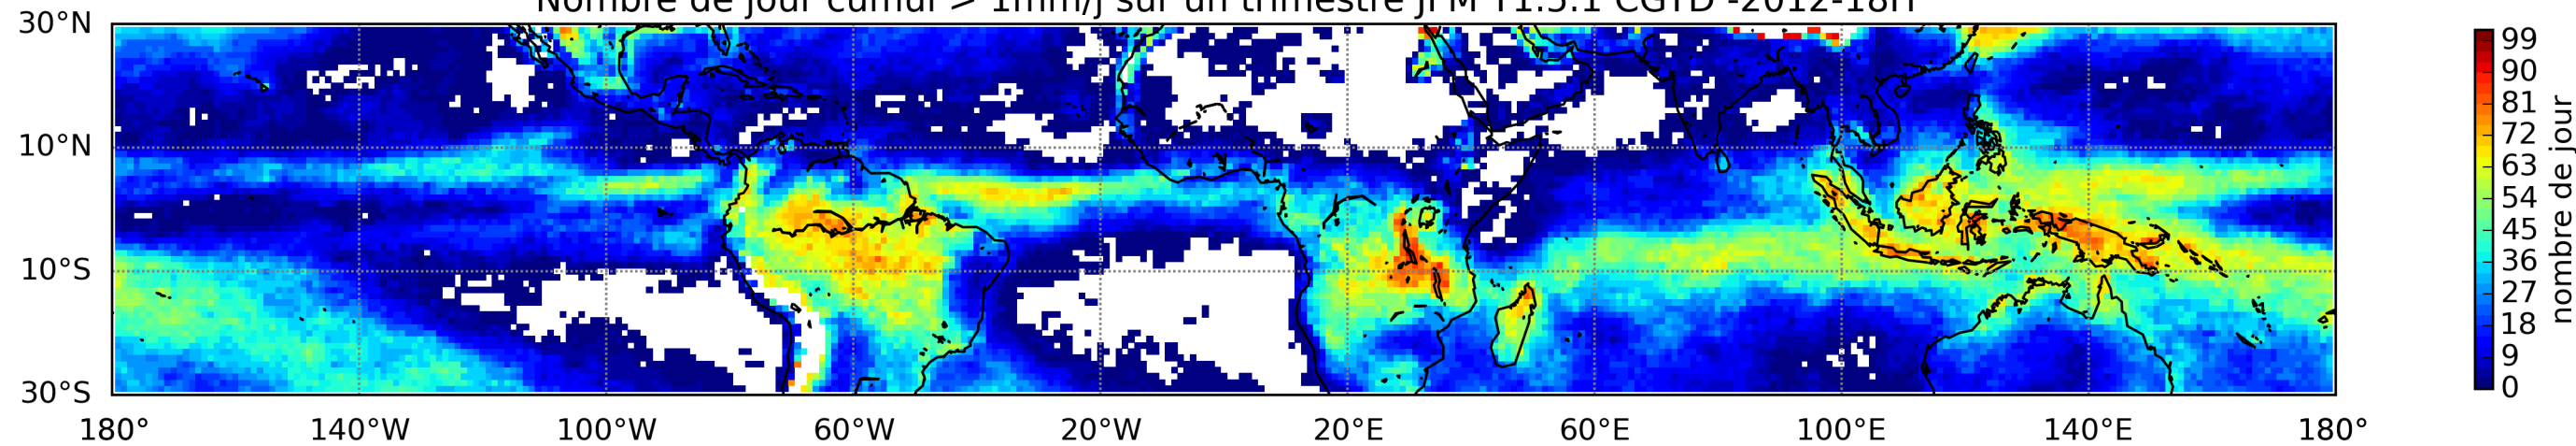 Nombre de jour cumul > 1mm/j sur un trimestre JFM T1.5.1 CGTD -2012-18H
30°N
10°N
10°S
30°S
180° 140°W 100°W 60°W 20°W 20°E 60°E 100°E 140°E 180°
99
90
81
72
63
54
45
36
27
18
9
0
nombre de jour